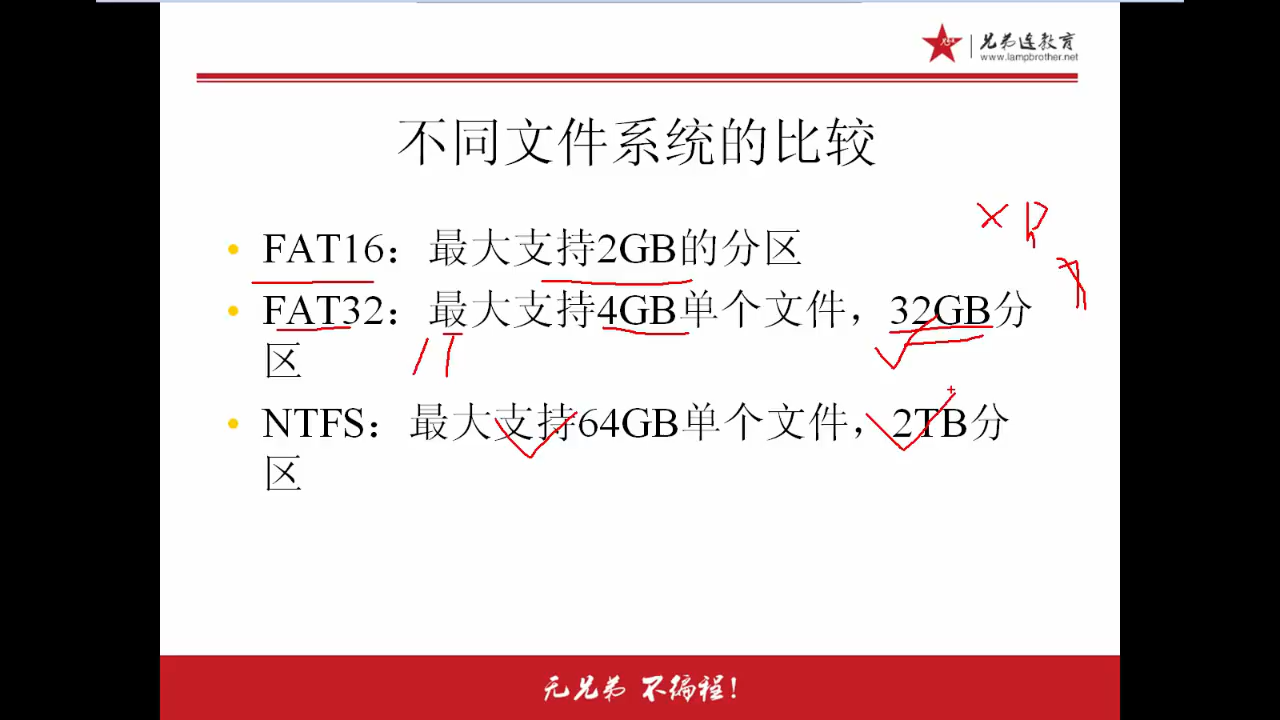 兄弟连教育
www.lampbrother.net
不同文件系统的比较
FAT16：最大支持2GB的分区
FAT32：最大支持4GB单个文件，32GB分
区
1T
NTFS：最大支持64GB单个文件，2TB分
区
无兄弟 不编程！